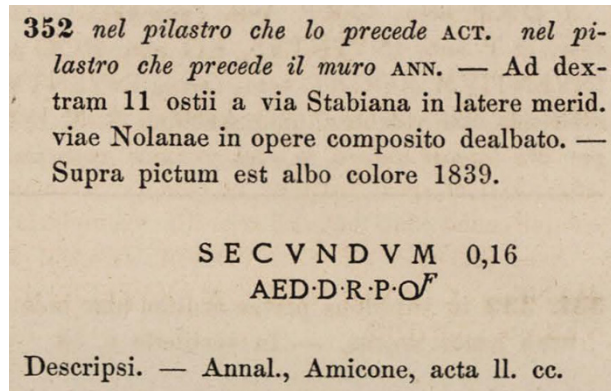 352 nel pilastro che lo precede ACT. nel pi-
lastro che precede il muro ANN. — Ad dex-
tram 11 ostii a via Stabiana in latere merid.
viae Nolanae in opere composito dealbato. —
Supra pictum est albo colore 1839.
SECVNDVM 0,16
AED·D·R·P·OF
Descripsi. — Annal., Amicone, acta ll. cc.